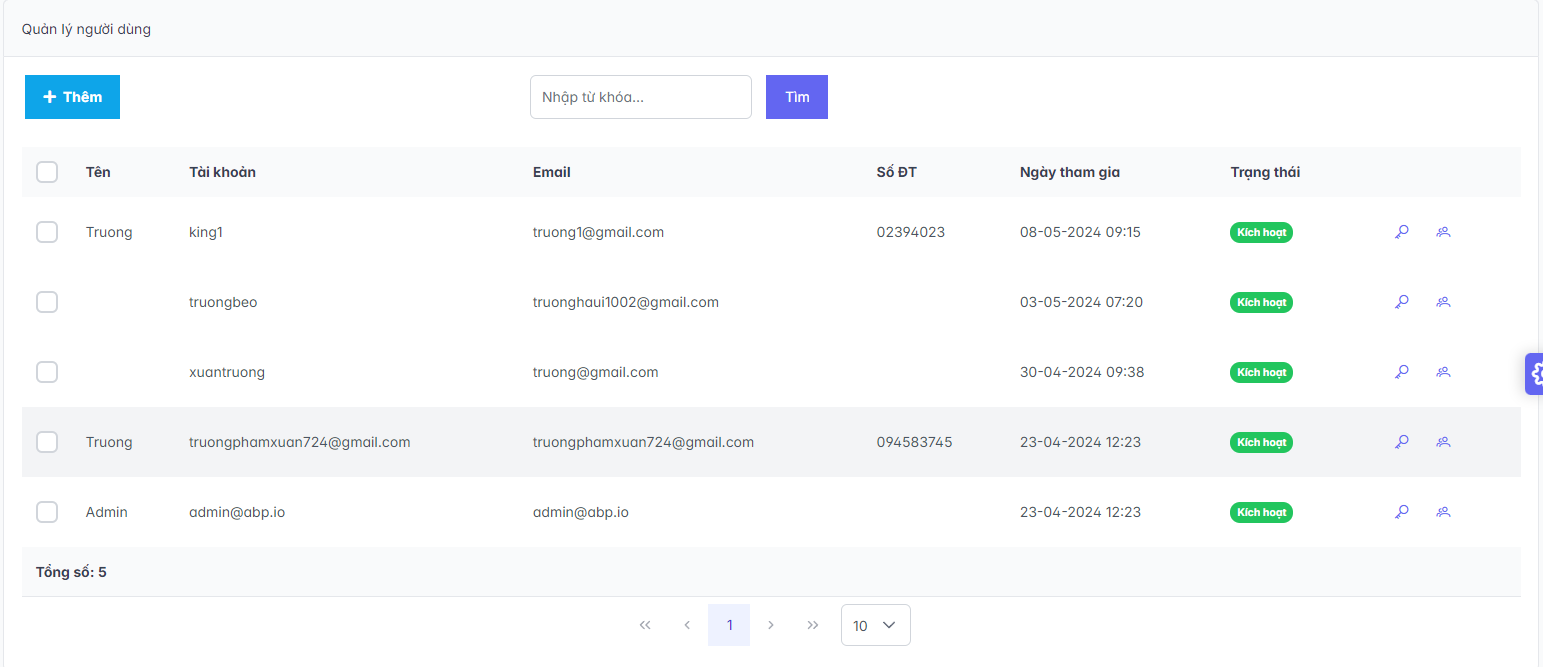 Quản lý người dùng
+ Thêm Nhập từ khóa... Tìm
Tên Tài khoản Email Số ĐT Ngày tham gia Trạng thái
Truong king1 truong1@gmail.com 02394023 08-05-2024 09:15 Kích hoạt
truongbeo truonghaui1002@gmail.com 03-05-2024 07:20 Kích hoạt
xuantruong truong@gmail.com 30-04-2024 09:38 Kích hoạt
Truong truongphamxuan724@gmail.com truongphamxuan724@gmail.com 094583745 23-04-2024 12:23 Kích hoạt
Admin admin@abp.io admin@abp.io 23-04-2024 12:23 Kích hoạt
Tổng số: 5
1 10